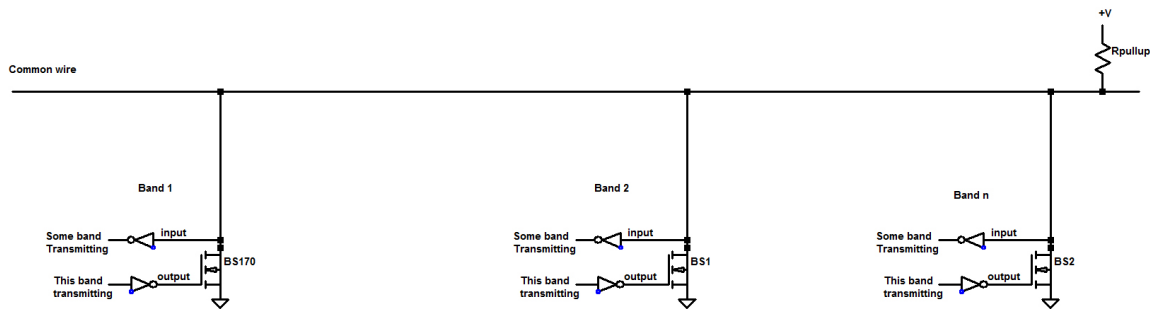 +V
Rpullup
Common wire
Band 1
Band 2
Band n
Some band
Transmitting
input
BS170
This band
transmitting
output
Some band
Transmitting
input
BS1
This band
transmitting
output
Some band
Transmitting
input
BS2
This band
transmitting
output